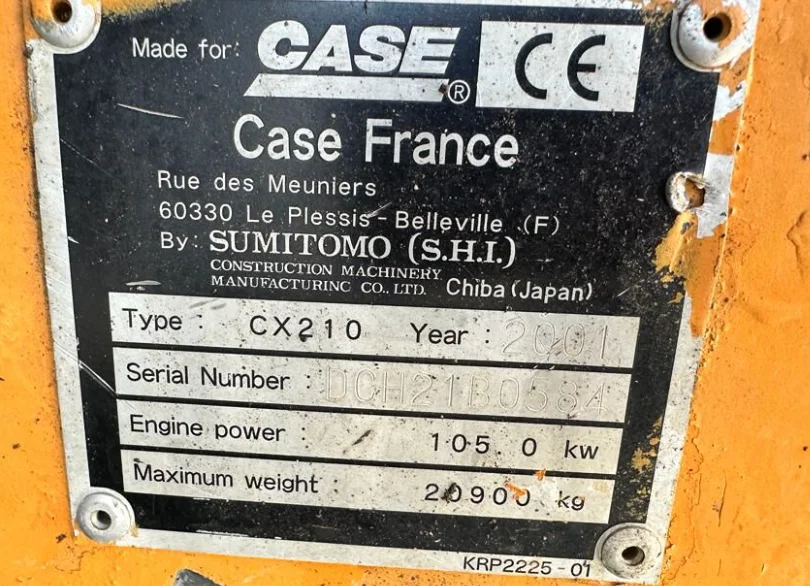 Made for: CASE ® CE
Case France
Rue des Meuniers
60330 Le Plessis-Belleville (F)
By: SUMITOMO (S.H.I.)
CONSTRUCTION MACHINERY
MANUFACTURING CO., LTD. Chiba (Japan)
Type : CX210 Year : 2001
Serial Number : DCH21B0584
Engine power : 105.0 kw
Maximum weight : 20900 kg
KRP2225-01